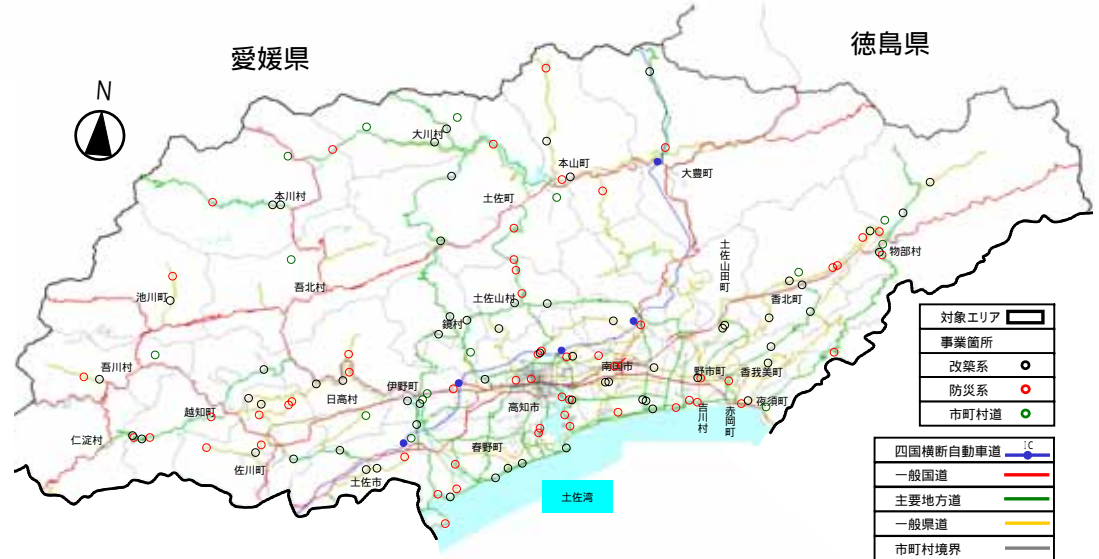 愛媛県
徳島県
N
大川村
本山町
大豊町
本川村
土佐町
土佐山田町
物部村
吾北村
池川町
土佐山村
香北町
鏡村
吾川村
南国市
野市町
香我美町
伊野町
日高村
高知市
越知町
吉川村
赤岡町
夜須町
仁淀村
佐川町
春野町
土佐市
土佐湾
対象エリア
事業箇所
改築系
防災系
市町村道
四国横断自動車道 IC
一般国道
主要地方道
一般県道
市町村境界